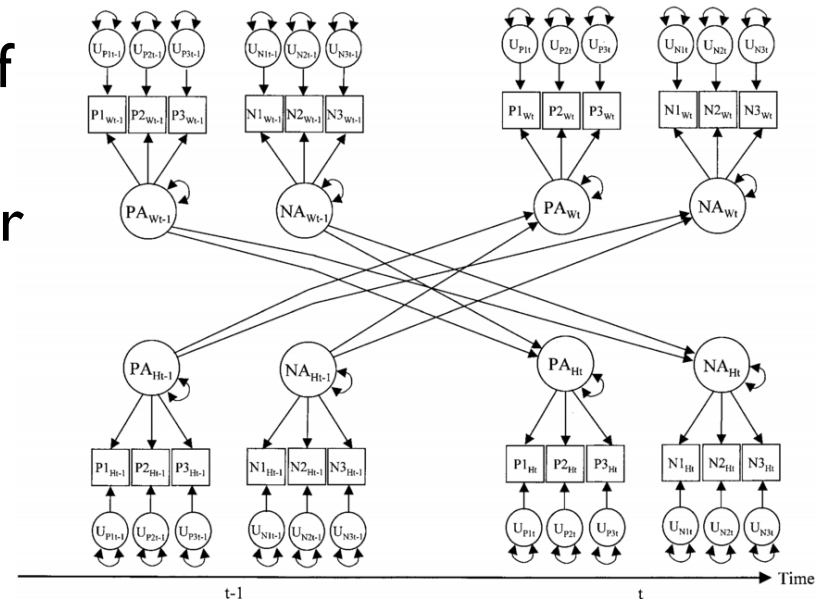 f
r
U_P1t-1 U_P2t-1 U_P3t-1 U_N1t-1 U_N2t-1 U_N3t-1 U_P1t U_P2t U_P3t U_N1t U_N2t U_N3t
P1_Wt-1 P2_Wt-1 P3_Wt-1 N1_Wt-1 N2_Wt-1 N3_Wt-1 P1_Wt P2_Wt P3_Wt N1_Wt N2_Wt N3_Wt
PA_Wt-1 NA_Wt-1 PA_Wt NA_Wt
PA_Ht-1 NA_Ht-1 PA_Ht NA_Ht
P1_Ht-1 P2_Ht-1 P3_Ht-1 N1_Ht-1 N2_Ht-1 N3_Ht-1 P1_Ht P2_Ht P3_Ht N1_Ht N2_Ht N3_Ht
U_P1t-1 U_P2t-1 U_P3t-1 U_N1t-1 U_N2t-1 U_N3t-1 U_P1t U_P2t U_P3t U_N1t U_N2t U_N3t
Time
t-1 t